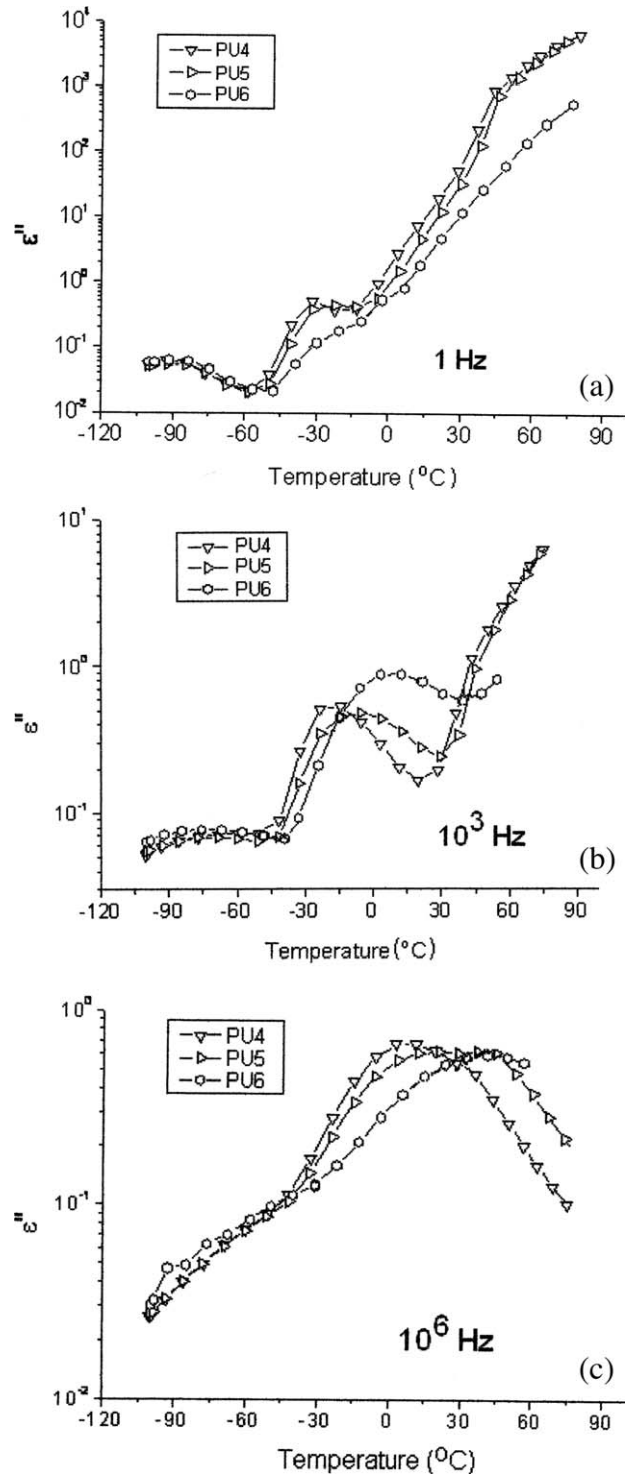 10⁴
10³
10²
10¹
10⁰
10⁻¹
10⁻²
ε"
PU4
PU5
PU6
1 Hz
(a)
-120 -90 -60 -30 0 30 60 90
Temperature (°C)
10¹
10⁰
10⁻¹
ε"
PU4
PU5
PU6
10³ Hz
(b)
-120 -90 -60 -30 0 30 60 90
Temperature (°C)
10⁰
10⁻¹
10⁻²
ε"
PU4
PU5
PU6
10⁶ Hz
(c)
-120 -90 -60 -30 0 30 60 90
Temperature (°C)